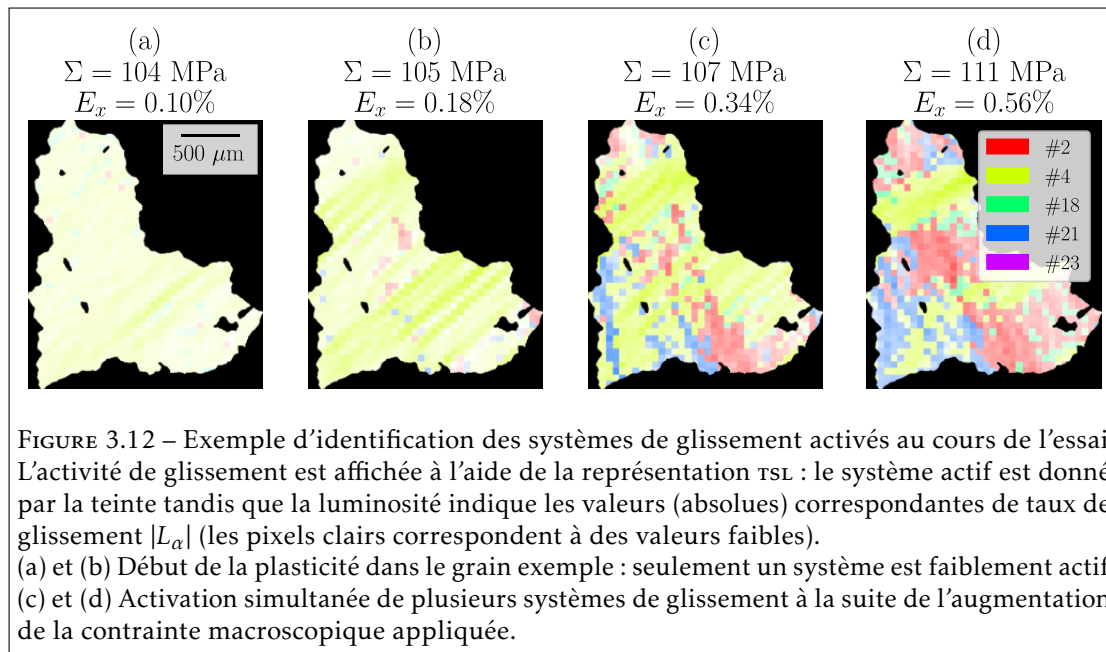 (a)
Σ = 104 MPa
E_x = 0.10%
(b)
Σ = 105 MPa
E_x = 0.18%
(c)
Σ = 107 MPa
E_x = 0.34%
(d)
Σ = 111 MPa
E_x = 0.56%
500 μm
#2
#4
#18
#21
#23
FIGURE 3.12 – Exemple d'identification des systèmes de glissement activés au cours de l'essai
L'activité de glissement est affichée à l'aide de la représentation TSL : le système actif est donné
par la teinte tandis que la luminosité indique les valeurs (absolues) correspondantes de taux de
glissement |L_α| (les pixels clairs correspondent à des valeurs faibles).
(a) et (b) Début de la plasticité dans le grain exemple : seulement un système est faiblement actif
(c) et (d) Activation simultanée de plusieurs systèmes de glissement à la suite de l'augmentation
de la contrainte macroscopique appliquée.